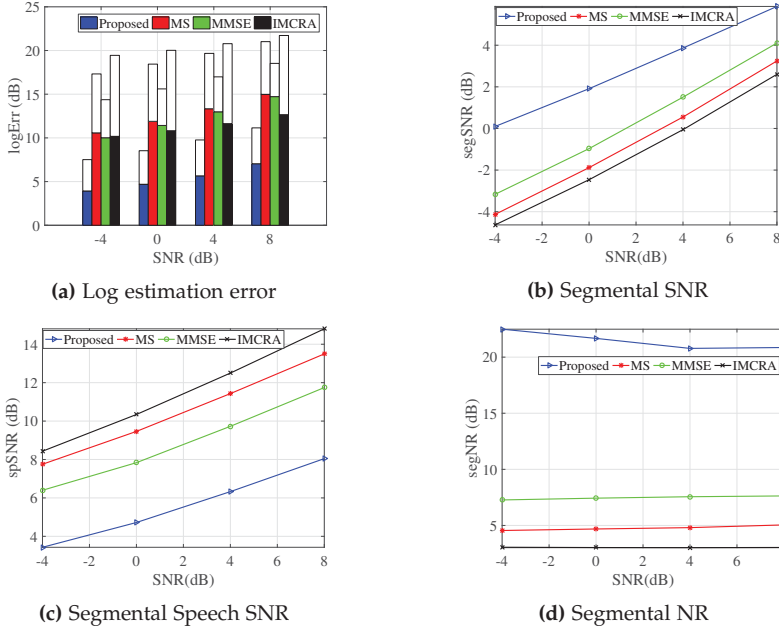 Proposed MS MMSE IMCRA
25
20
15
10
5
0
logErr (dB)
-4 0 4 8
SNR (dB)
(a) Log estimation error
Proposed MS MMSE IMCRA
4
2
0
-2
-4
segSNR (dB)
-4 -2 0 2 4 6 8
SNR(dB)
(b) Segmental SNR
Proposed MS MMSE IMCRA
14
12
10
8
6
4
spSNR (dB)
-4 -2 0 2 4 6 8
SNR(dB)
(c) Segmental Speech SNR
Proposed MS MMSE IMCRA
20
15
10
5
segNR (dB)
-4 -2 0 2 4 6 8
SNR(dB)
(d) Segmental NR